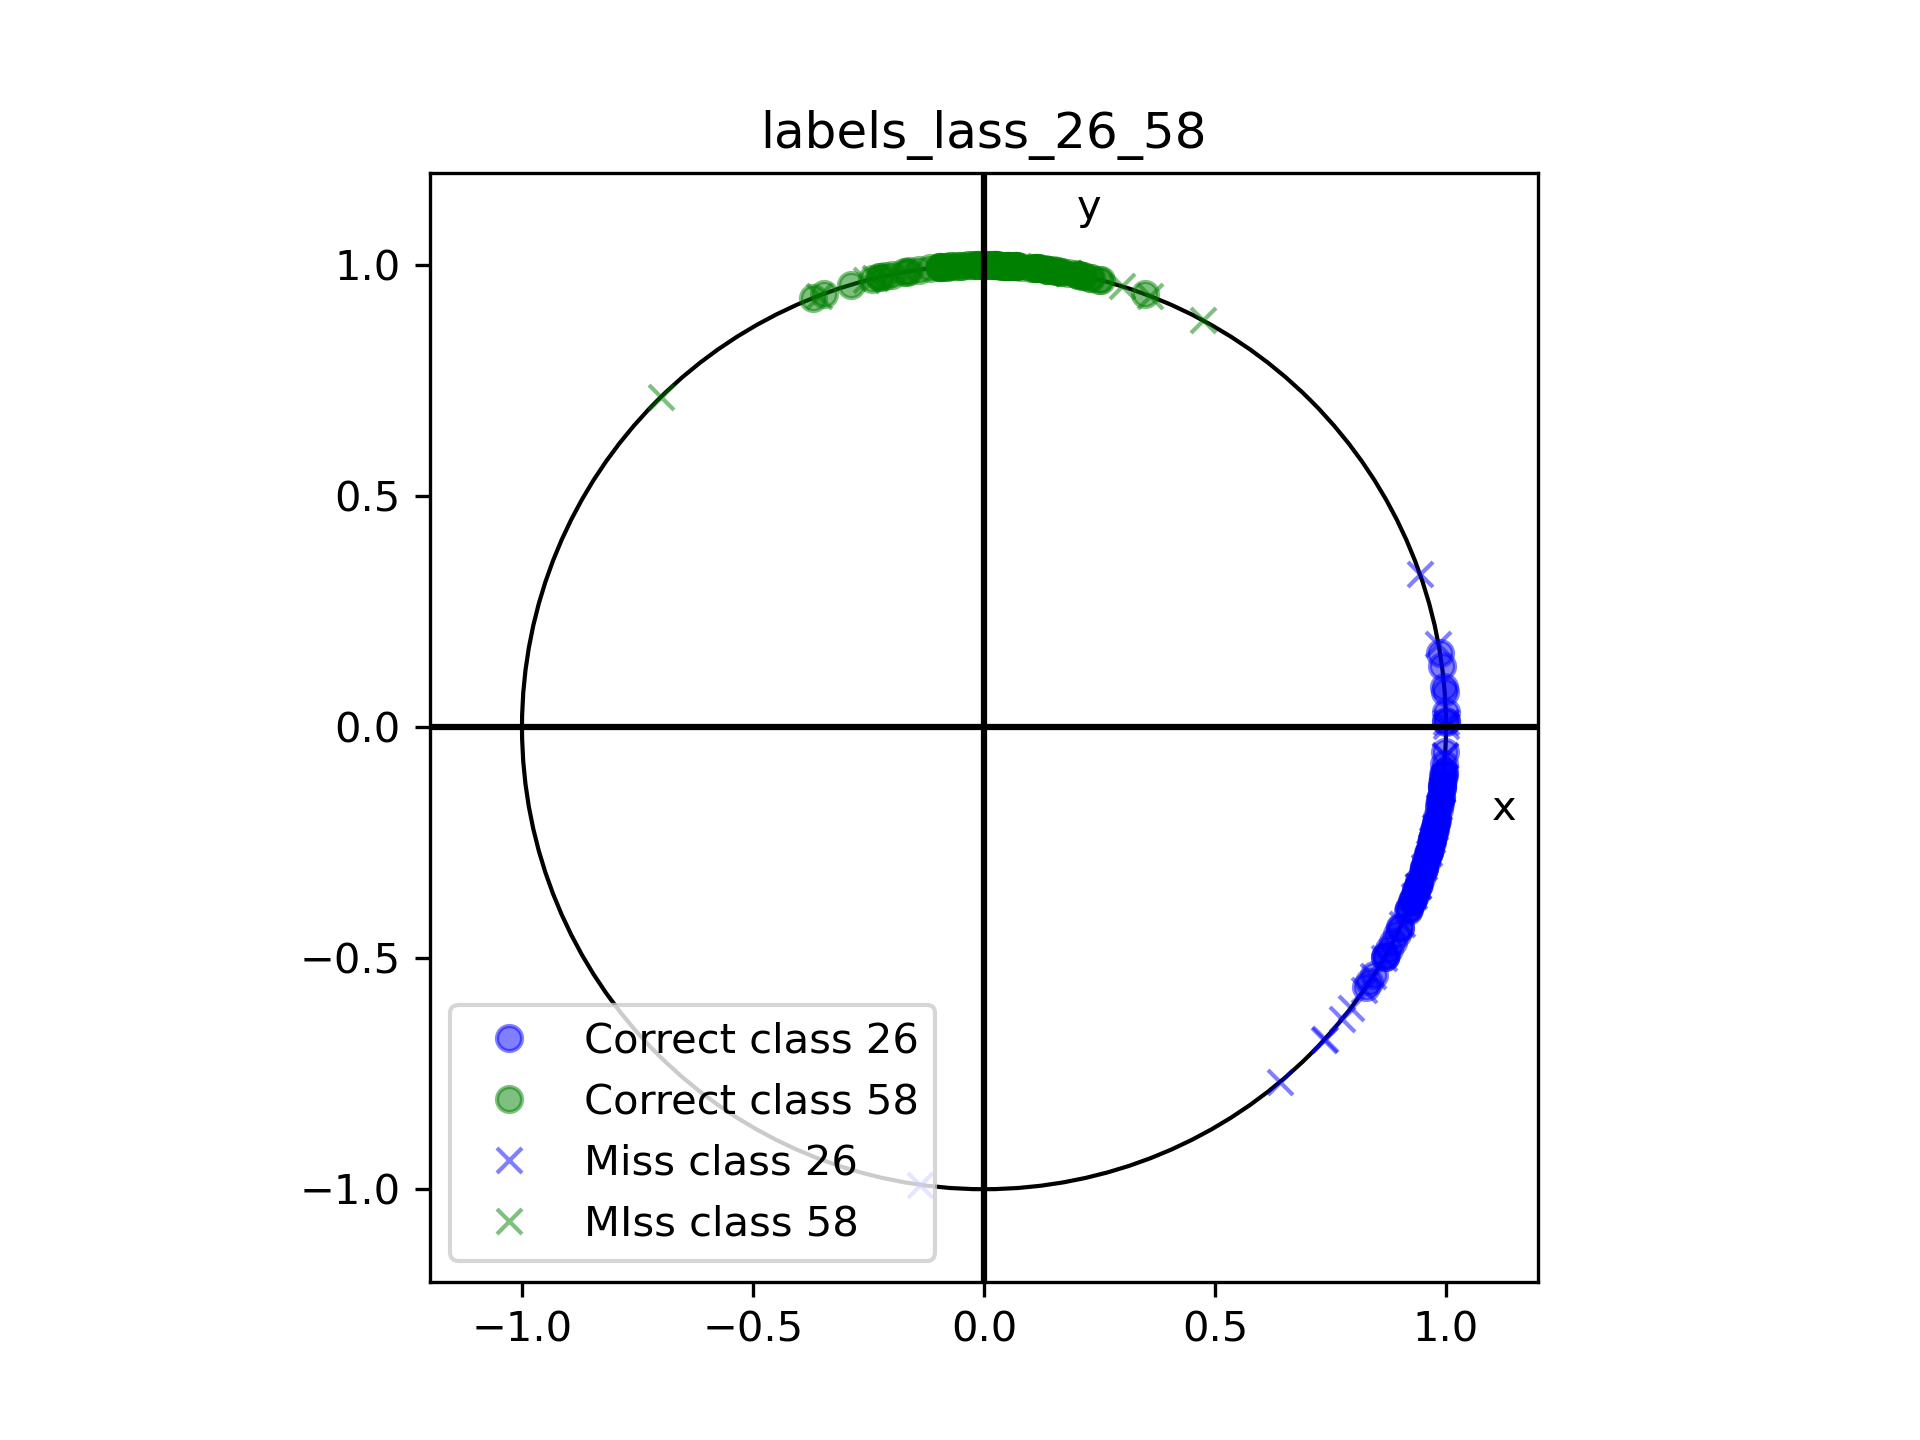 labels_lass_26_58
y
1.0
0.5
0.0
x
−0.5
−1.0
Correct class 26
Correct class 58
Miss class 26
MIss class 58
−1.0 −0.5 0.0 0.5 1.0